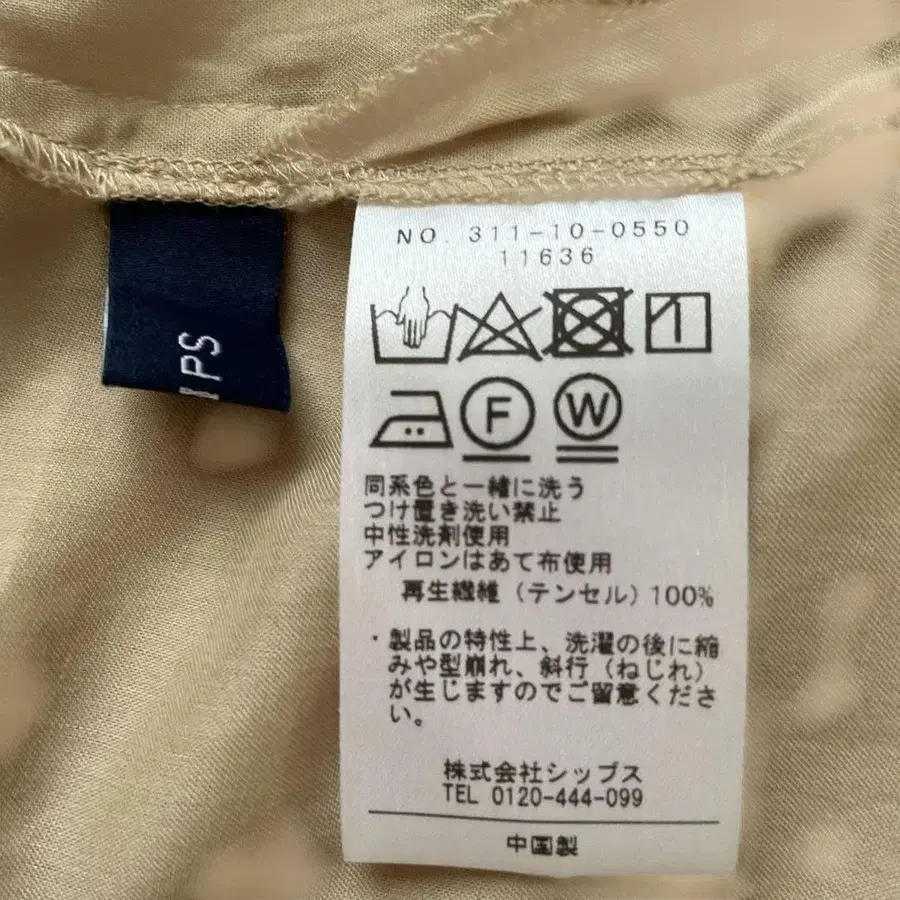 NO. 311-10-0550
11636
F
W
同系色と一緒に洗う
つけ置き洗い禁止
中性洗剤使用
アイロンはあて布使用
再生繊維（テンセル）100%
・製品の特性上、洗濯の後に縮
みや型崩れ、斜行（ねじれ）
が生じますのでご留意くださ
い。
株式会社シップス
TEL 0120-444-099
中国製
PS